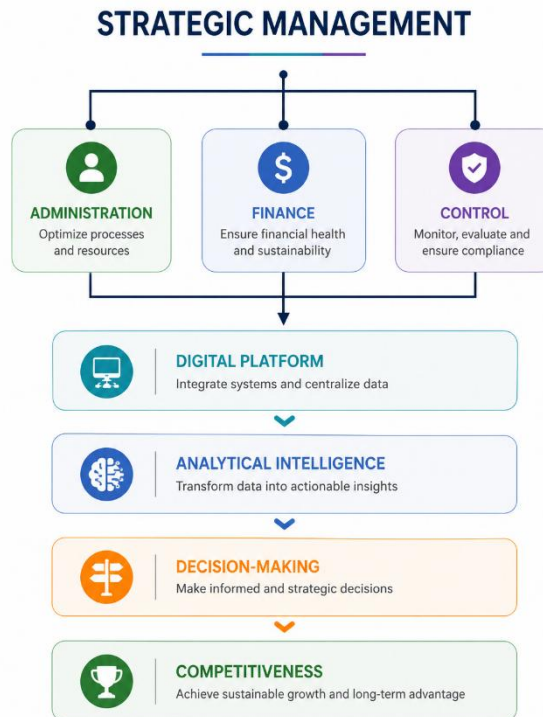 STRATEGIC MANAGEMENT
ADMINISTRATION
Optimize processes
and resources
FINANCE
Ensure financial health
and sustainability
CONTROL
Monitor, evaluate and
ensure compliance
DIGITAL PLATFORM
Integrate systems and centralize data
ANALYTICAL INTELLIGENCE
Transform data into actionable insights
DECISION-MAKING
Make informed and strategic decisions
COMPETITIVENESS
Achieve sustainable growth and long-term advantage